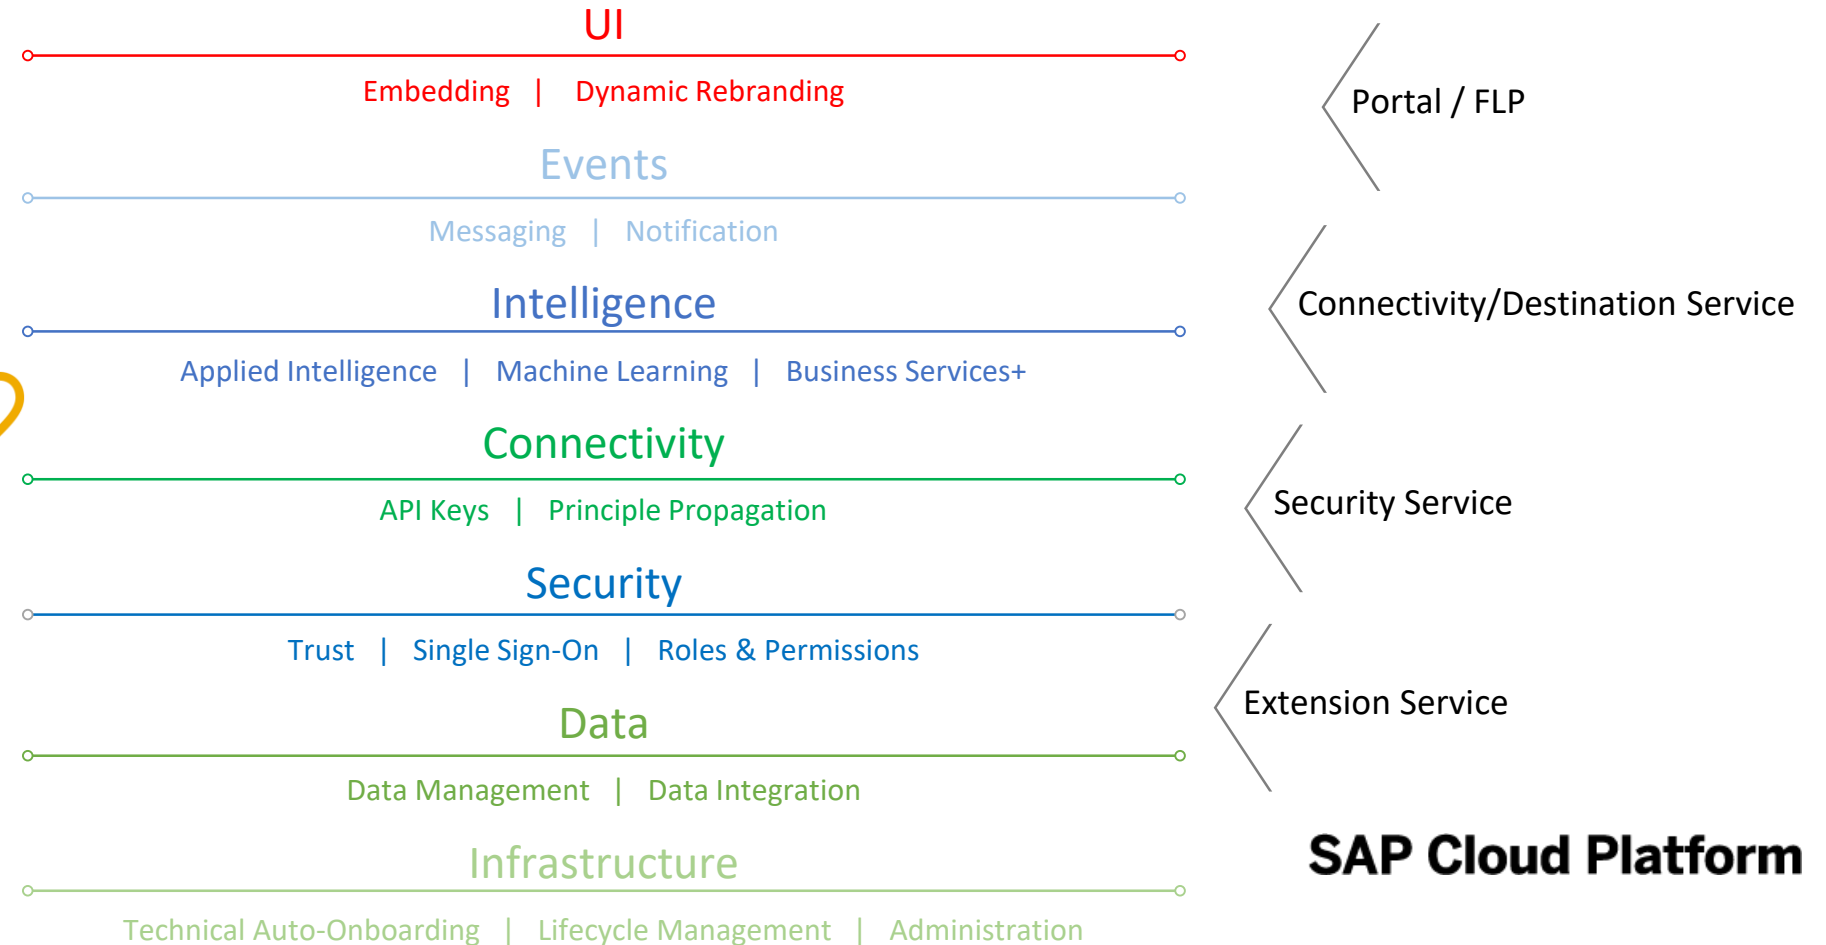 UI
Embedding | Dynamic Rebranding
Portal / FLP
Events
Messaging | Notification
Intelligence
Connectivity/Destination Service
Applied Intelligence | Machine Learning | Business Services+
Connectivity
API Keys | Principle Propagation
Security Service
Security
Trust | Single Sign-On | Roles & Permissions
Extension Service
Data
Data Management | Data Integration
Infrastructure
SAP Cloud Platform
Technical Auto-Onboarding | Lifecycle Management | Administration